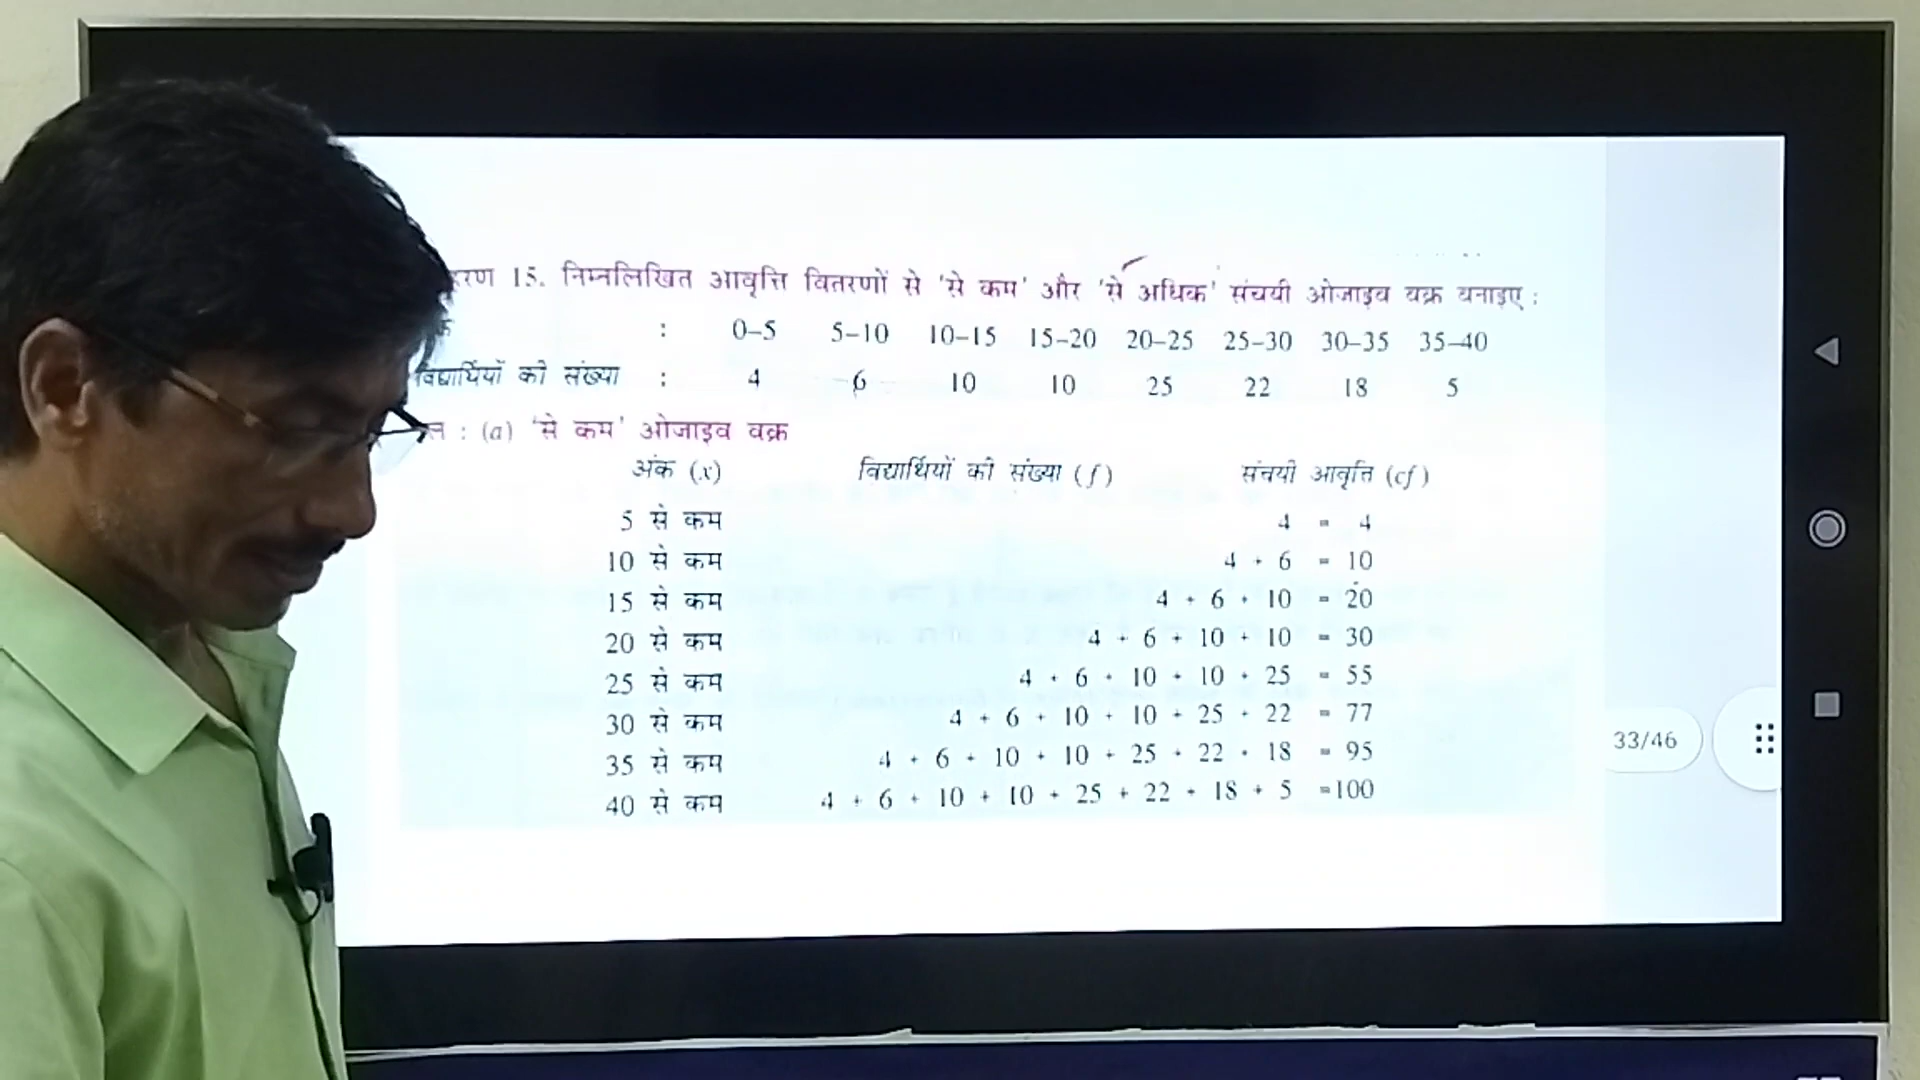 15. निम्नलिखित आवृत्ति वितरणों से 'से कम' और 'से अधिक' संचयी ओजाइव वक्र बनाइए :
: 0–5 5–10 10–15 15–20 20–25 25–30 30–35 35–40
विद्यार्थियों की संख्या : 4 6 10 10 25 22 18 5
: (a) 'से कम' ओजाइव वक्र
अंक (x) विद्यार्थियों की संख्या (f) संचयी आवृत्ति (cf)
5 से कम 4 = 4
10 से कम 4 + 6 = 10
15 से कम 4 + 6 + 10 = 20
20 से कम 4 + 6 + 10 + 10 = 30
25 से कम 4 + 6 + 10 + 10 + 25 = 55
30 से कम 4 + 6 + 10 + 10 + 25 + 22 = 77
35 से कम 4 + 6 + 10 + 10 + 25 + 22 + 18 = 95
40 से कम 4 + 6 + 10 + 10 + 25 + 22 + 18 + 5 =100
33/46